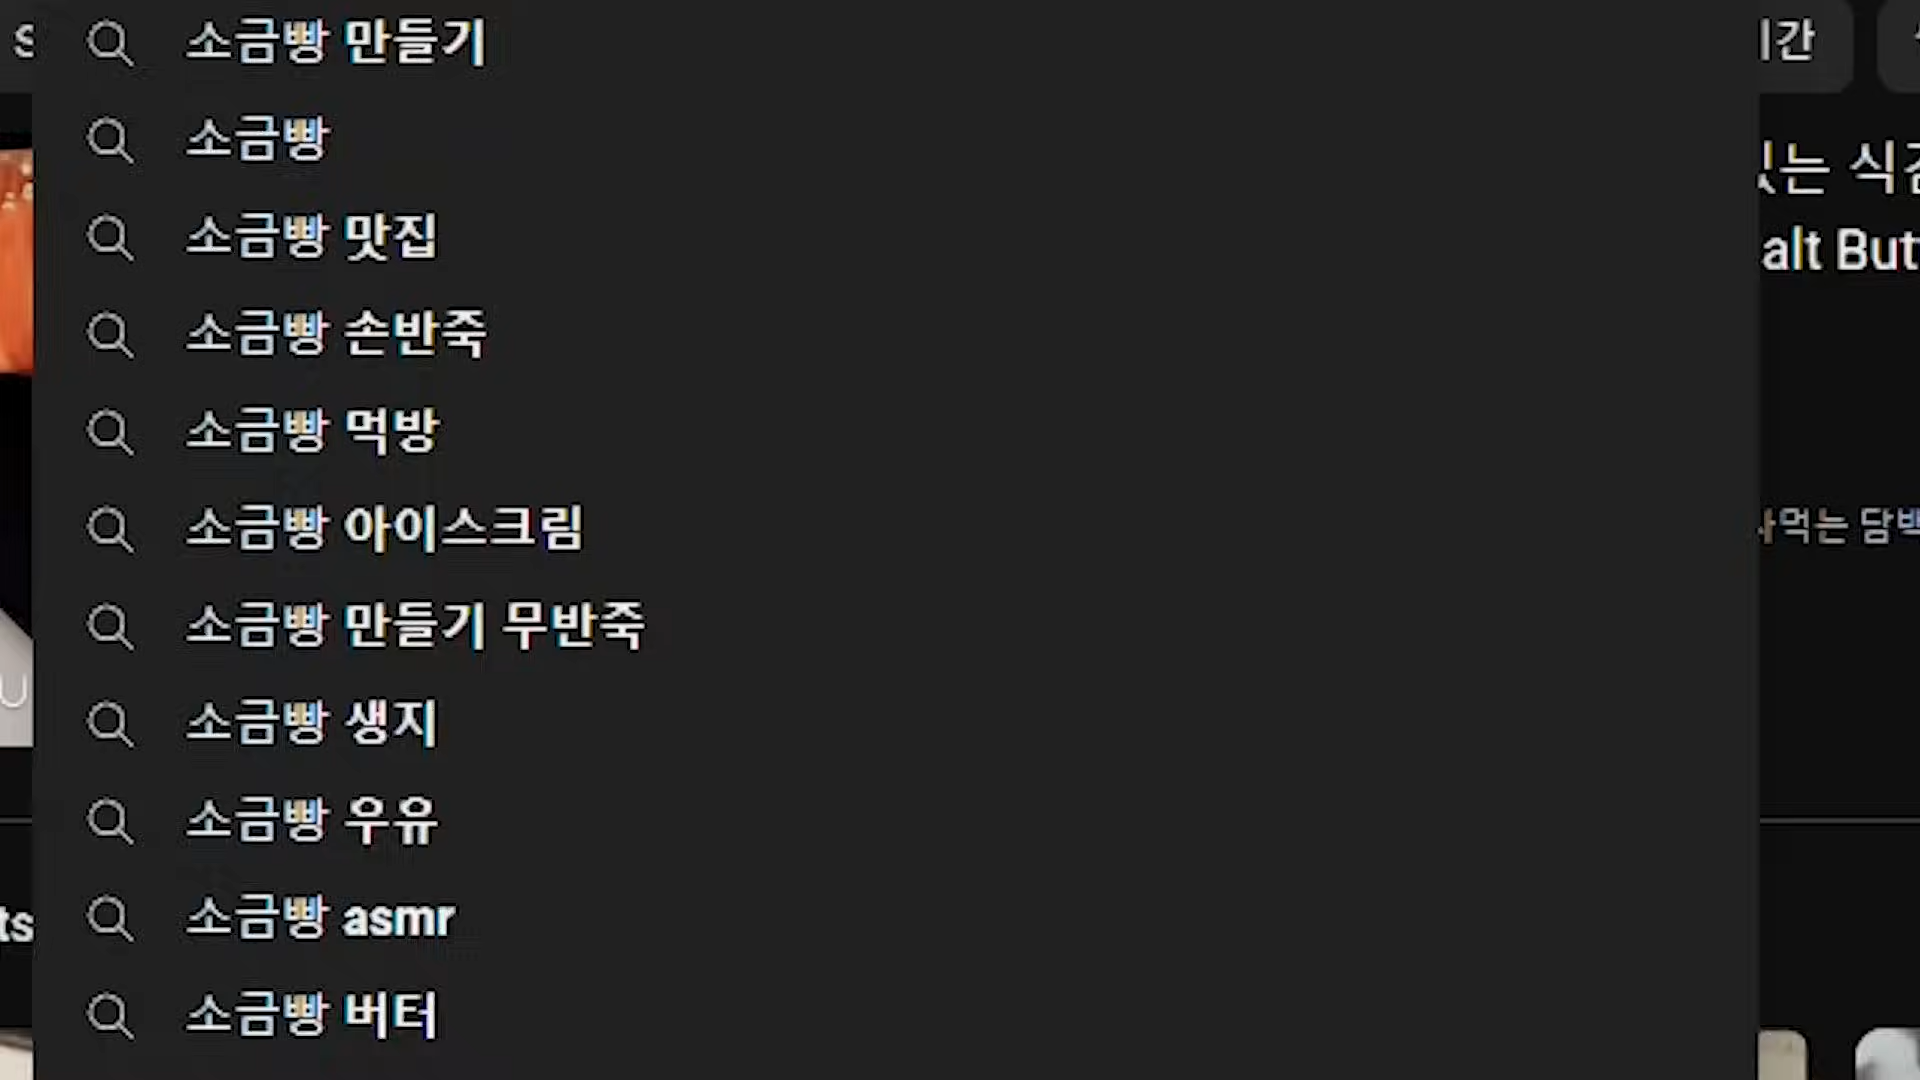 소금빵 만들기
소금빵
소금빵 맛집
소금빵 손반죽
소금빵 먹방
소금빵 아이스크림
소금빵 만들기 무반죽
소금빵 생지
소금빵 우유
소금빵 asmr
소금빵 버터